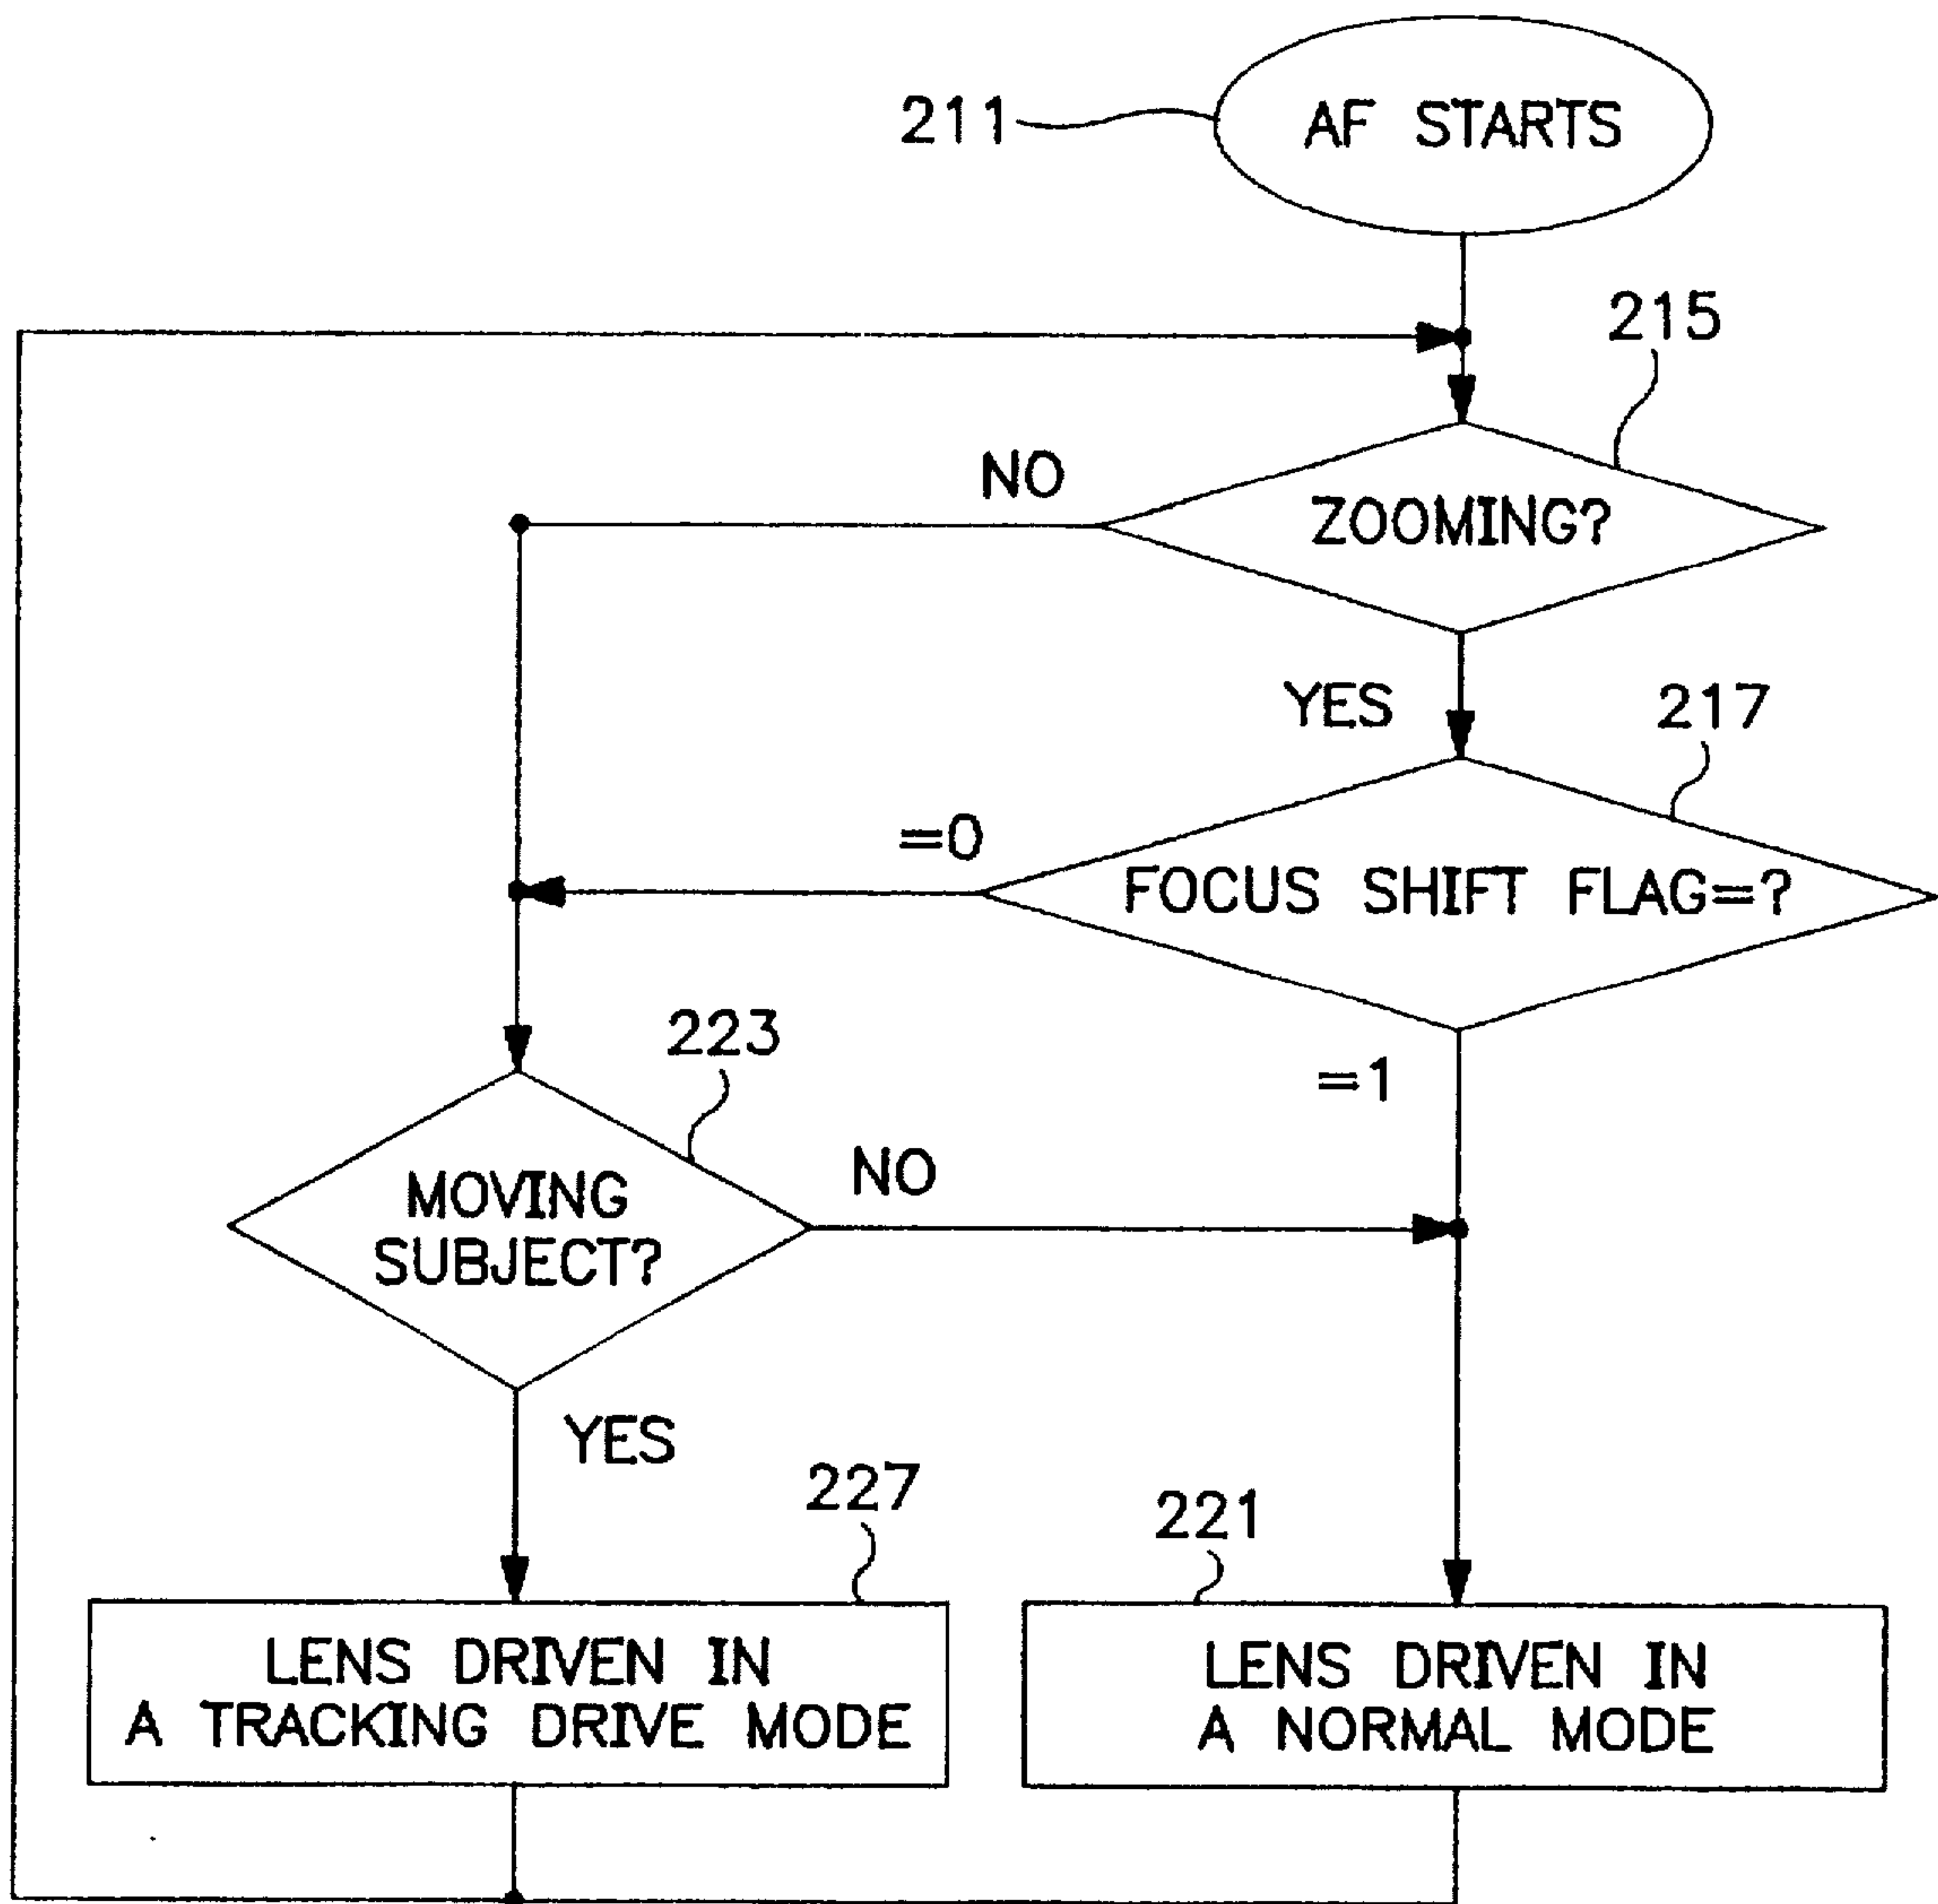 211
AF STARTS
215
NO
ZOOMING?
YES
217
=0
FOCUS SHIFT FLAG=?
223
=1
MOVING
SUBJECT?
NO
YES
227
221
LENS DRIVEN IN
A TRACKING DRIVE MODE
LENS DRIVEN IN
A NORMAL MODE